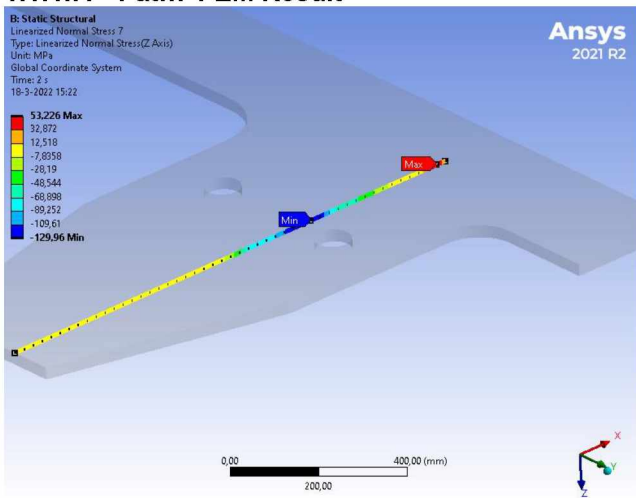 B: Static Structural
Linearized Normal Stress 7
Type: Linearized Normal Stress(Z Axis)
Unit: MPa
Global Coordinate System
Time: 2 s
18-3-2022 15:22
Ansys
2021 R2
53,226 Max
32,872
12,518
-7,8358
-28,19
-48,544
-68,898
-89,252
-109,61
-129,96 Min
Max
Min
0,00
400,00 (mm)
200,00
X
Y
Z